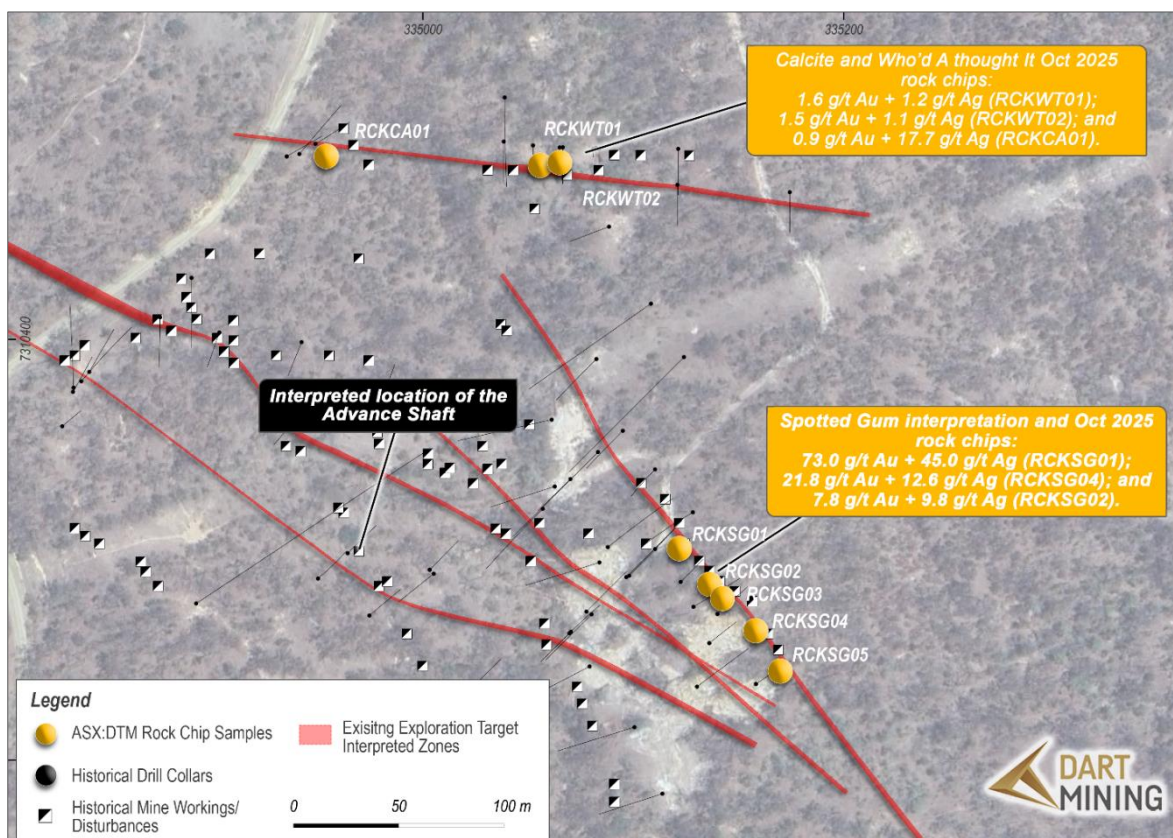 335000
335200
Calcite and Who'd A thought It Oct 2025
rock chips:
1.6 g/t Au + 1.2 g/t Ag (RCKWT01);
1.5 g/t Au + 1.1 g/t Ag (RCKWT02); and
0.9 g/t Au + 17.7 g/t Ag (RCKCA01).
RCKCA01
RCKWT01
RCKWT02
7310400
Interpreted location of the
Advance Shaft
Spotted Gum interpretation and Oct 2025
rock chips:
73.0 g/t Au + 45.0 g/t Ag (RCKSG01);
21.8 g/t Au + 12.6 g/t Ag (RCKSG04); and
7.8 g/t Au + 9.8 g/t Ag (RCKSG02).
RCKSG01
RCKSG02
RCKSG03
RCKSG04
RCKSG05
Legend
ASX:DTM Rock Chip Samples
Exisitng Exploration Target
Interpreted Zones
Historical Drill Collars
Historical Mine Workings/
Disturbances
0 50 100 m
DART
MINING